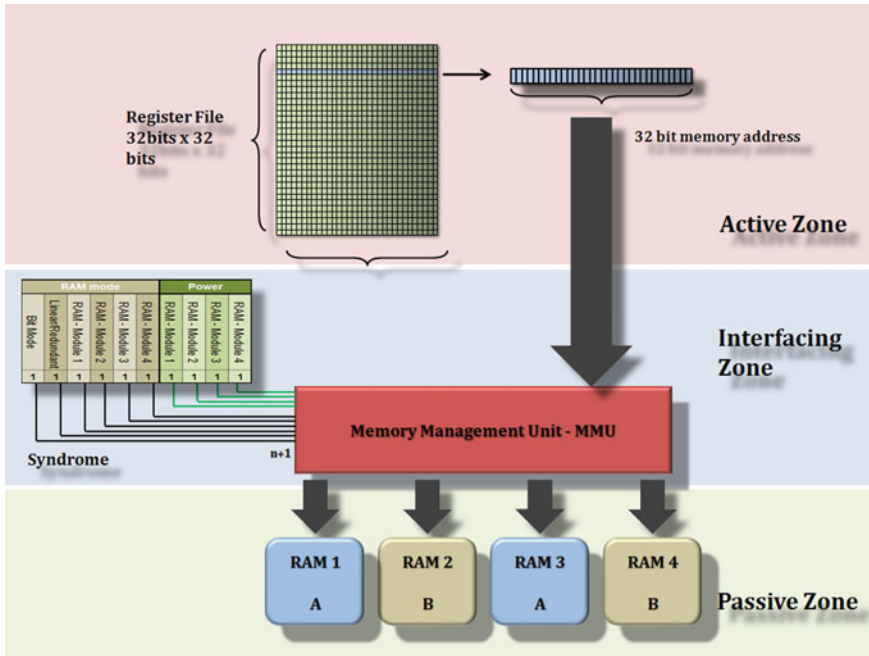 Register File
32bits x 32
bits
32 bit memory address
Active Zone
RAM mode
Power
Bit Mode
Linear/Redundant
RAM - Module 1
RAM - Module 2
RAM - Module 3
RAM - Module 4
RAM - Module 1
RAM - Module 2
RAM - Module 3
RAM - Module 4
1 1 1 1 1 1 1 1 1 1
Interfacing
Zone
Memory Management Unit - MMU
Syndrome
n+1
RAM 1
A
RAM 2
B
RAM 3
A
RAM 4
B
Passive Zone